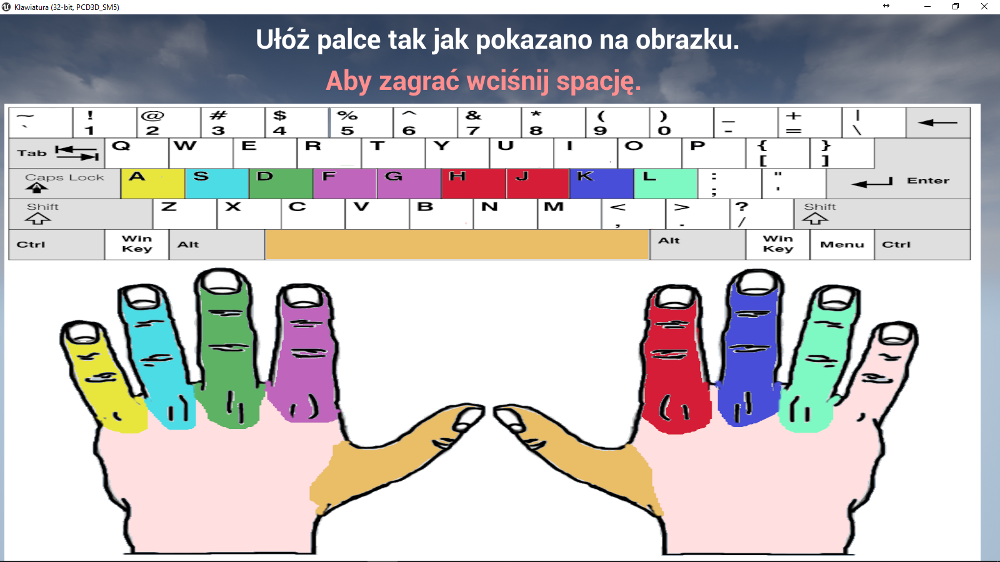 Klawiatura (32-bit, PCD3D_SM5)
Ułóż palce tak jak pokazano na obrazku.
Aby zagrać wciśnij spację.
~ ! @ # $ % ^ & * ( ) _ + |
` 1 2 3 4 5 6 7 8 9 0 - = \
Tab Q W E R T Y U I O P { }
[ ]
Caps Lock A S D F G H J K L : " Enter
; '
Shift Z X C V B N M < > ? Shift
, . /
Ctrl Win Key Alt Alt Win Key Menu Ctrl